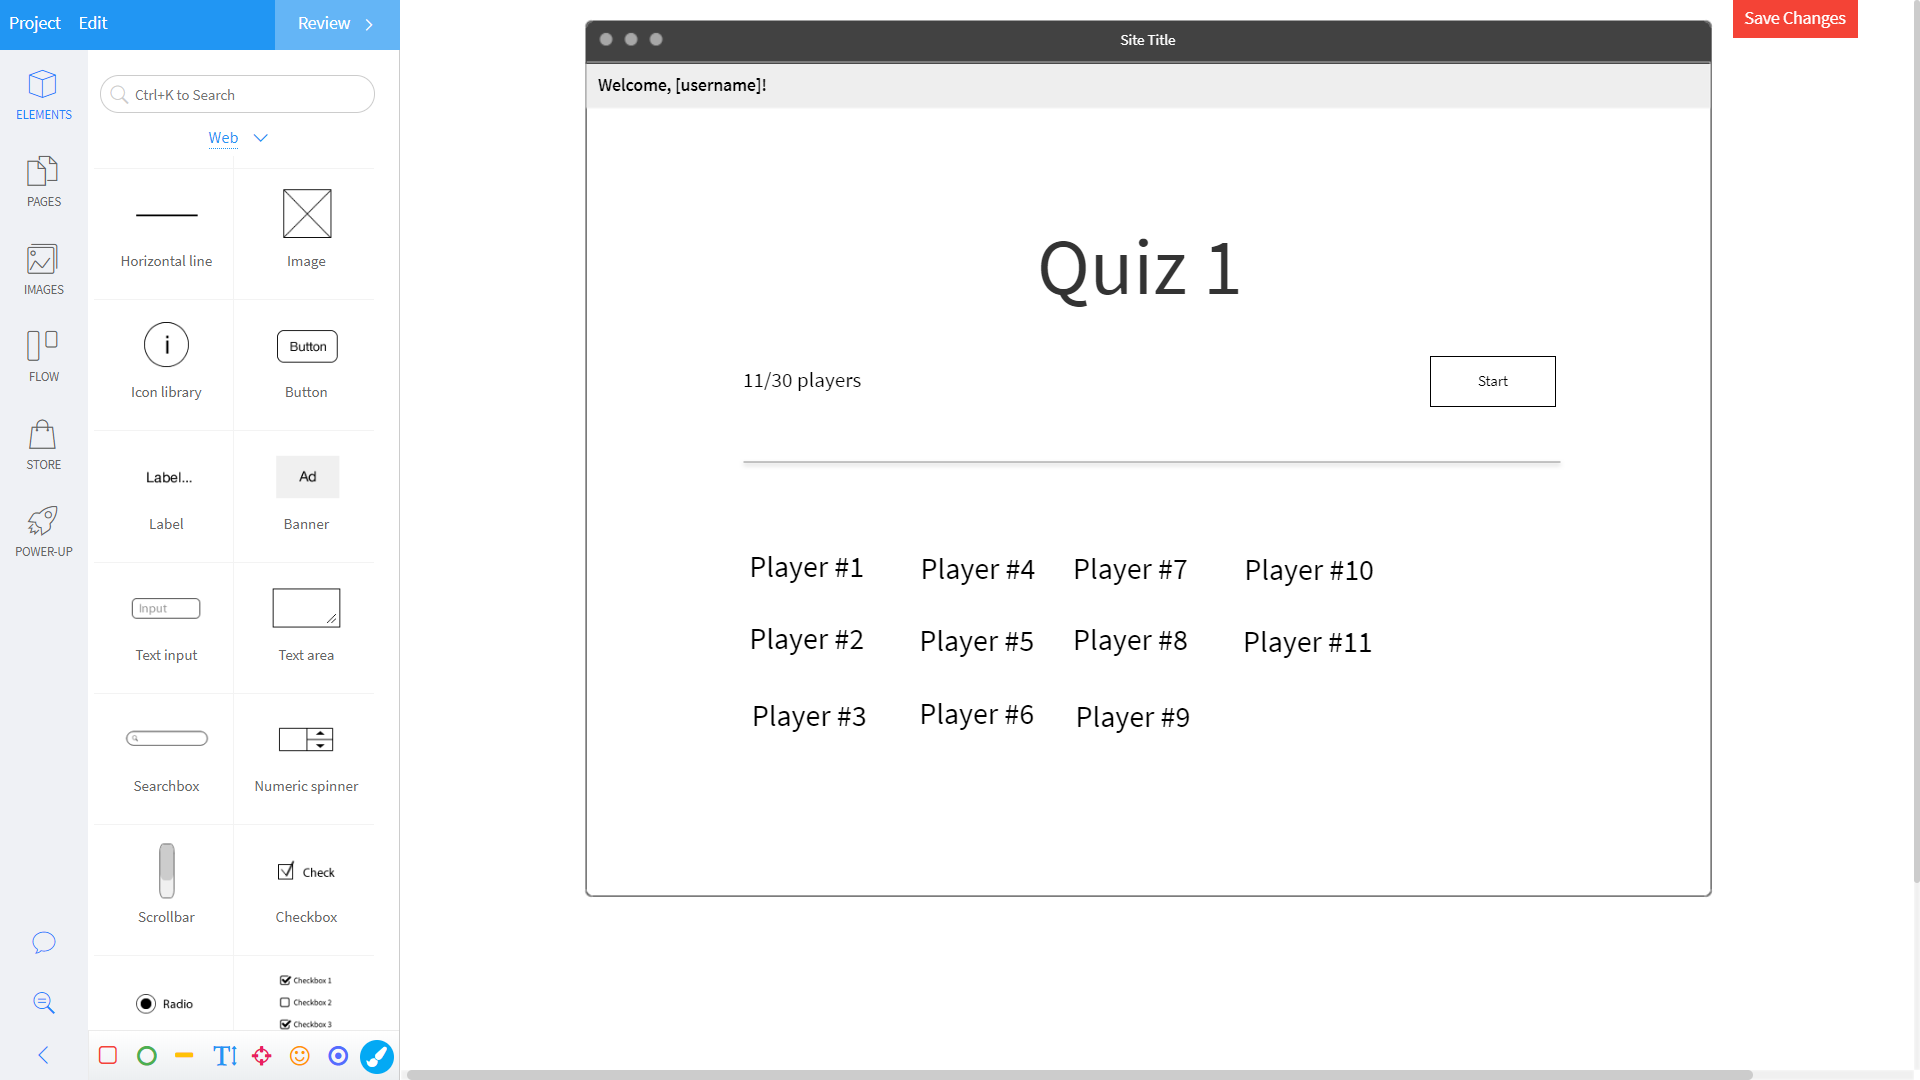 Project Edit Review
Save Changes
Site Title
Welcome, [username]!
Ctrl+K to Search
Web
ELEMENTS
PAGES
IMAGES
FLOW
STORE
POWER-UP
Horizontal line
Image
i
Button
Icon library
Button
Label...
Ad
Label
Banner
Input
Text input
Text area
Searchbox
Numeric spinner
Check
Scrollbar
Checkbox
Radio
Checkbox 1
Checkbox 2
Checkbox 3
T
Quiz 1
11/30 players
Start
Player #1 Player #4 Player #7 Player #10
Player #2 Player #5 Player #8 Player #11
Player #3 Player #6 Player #9